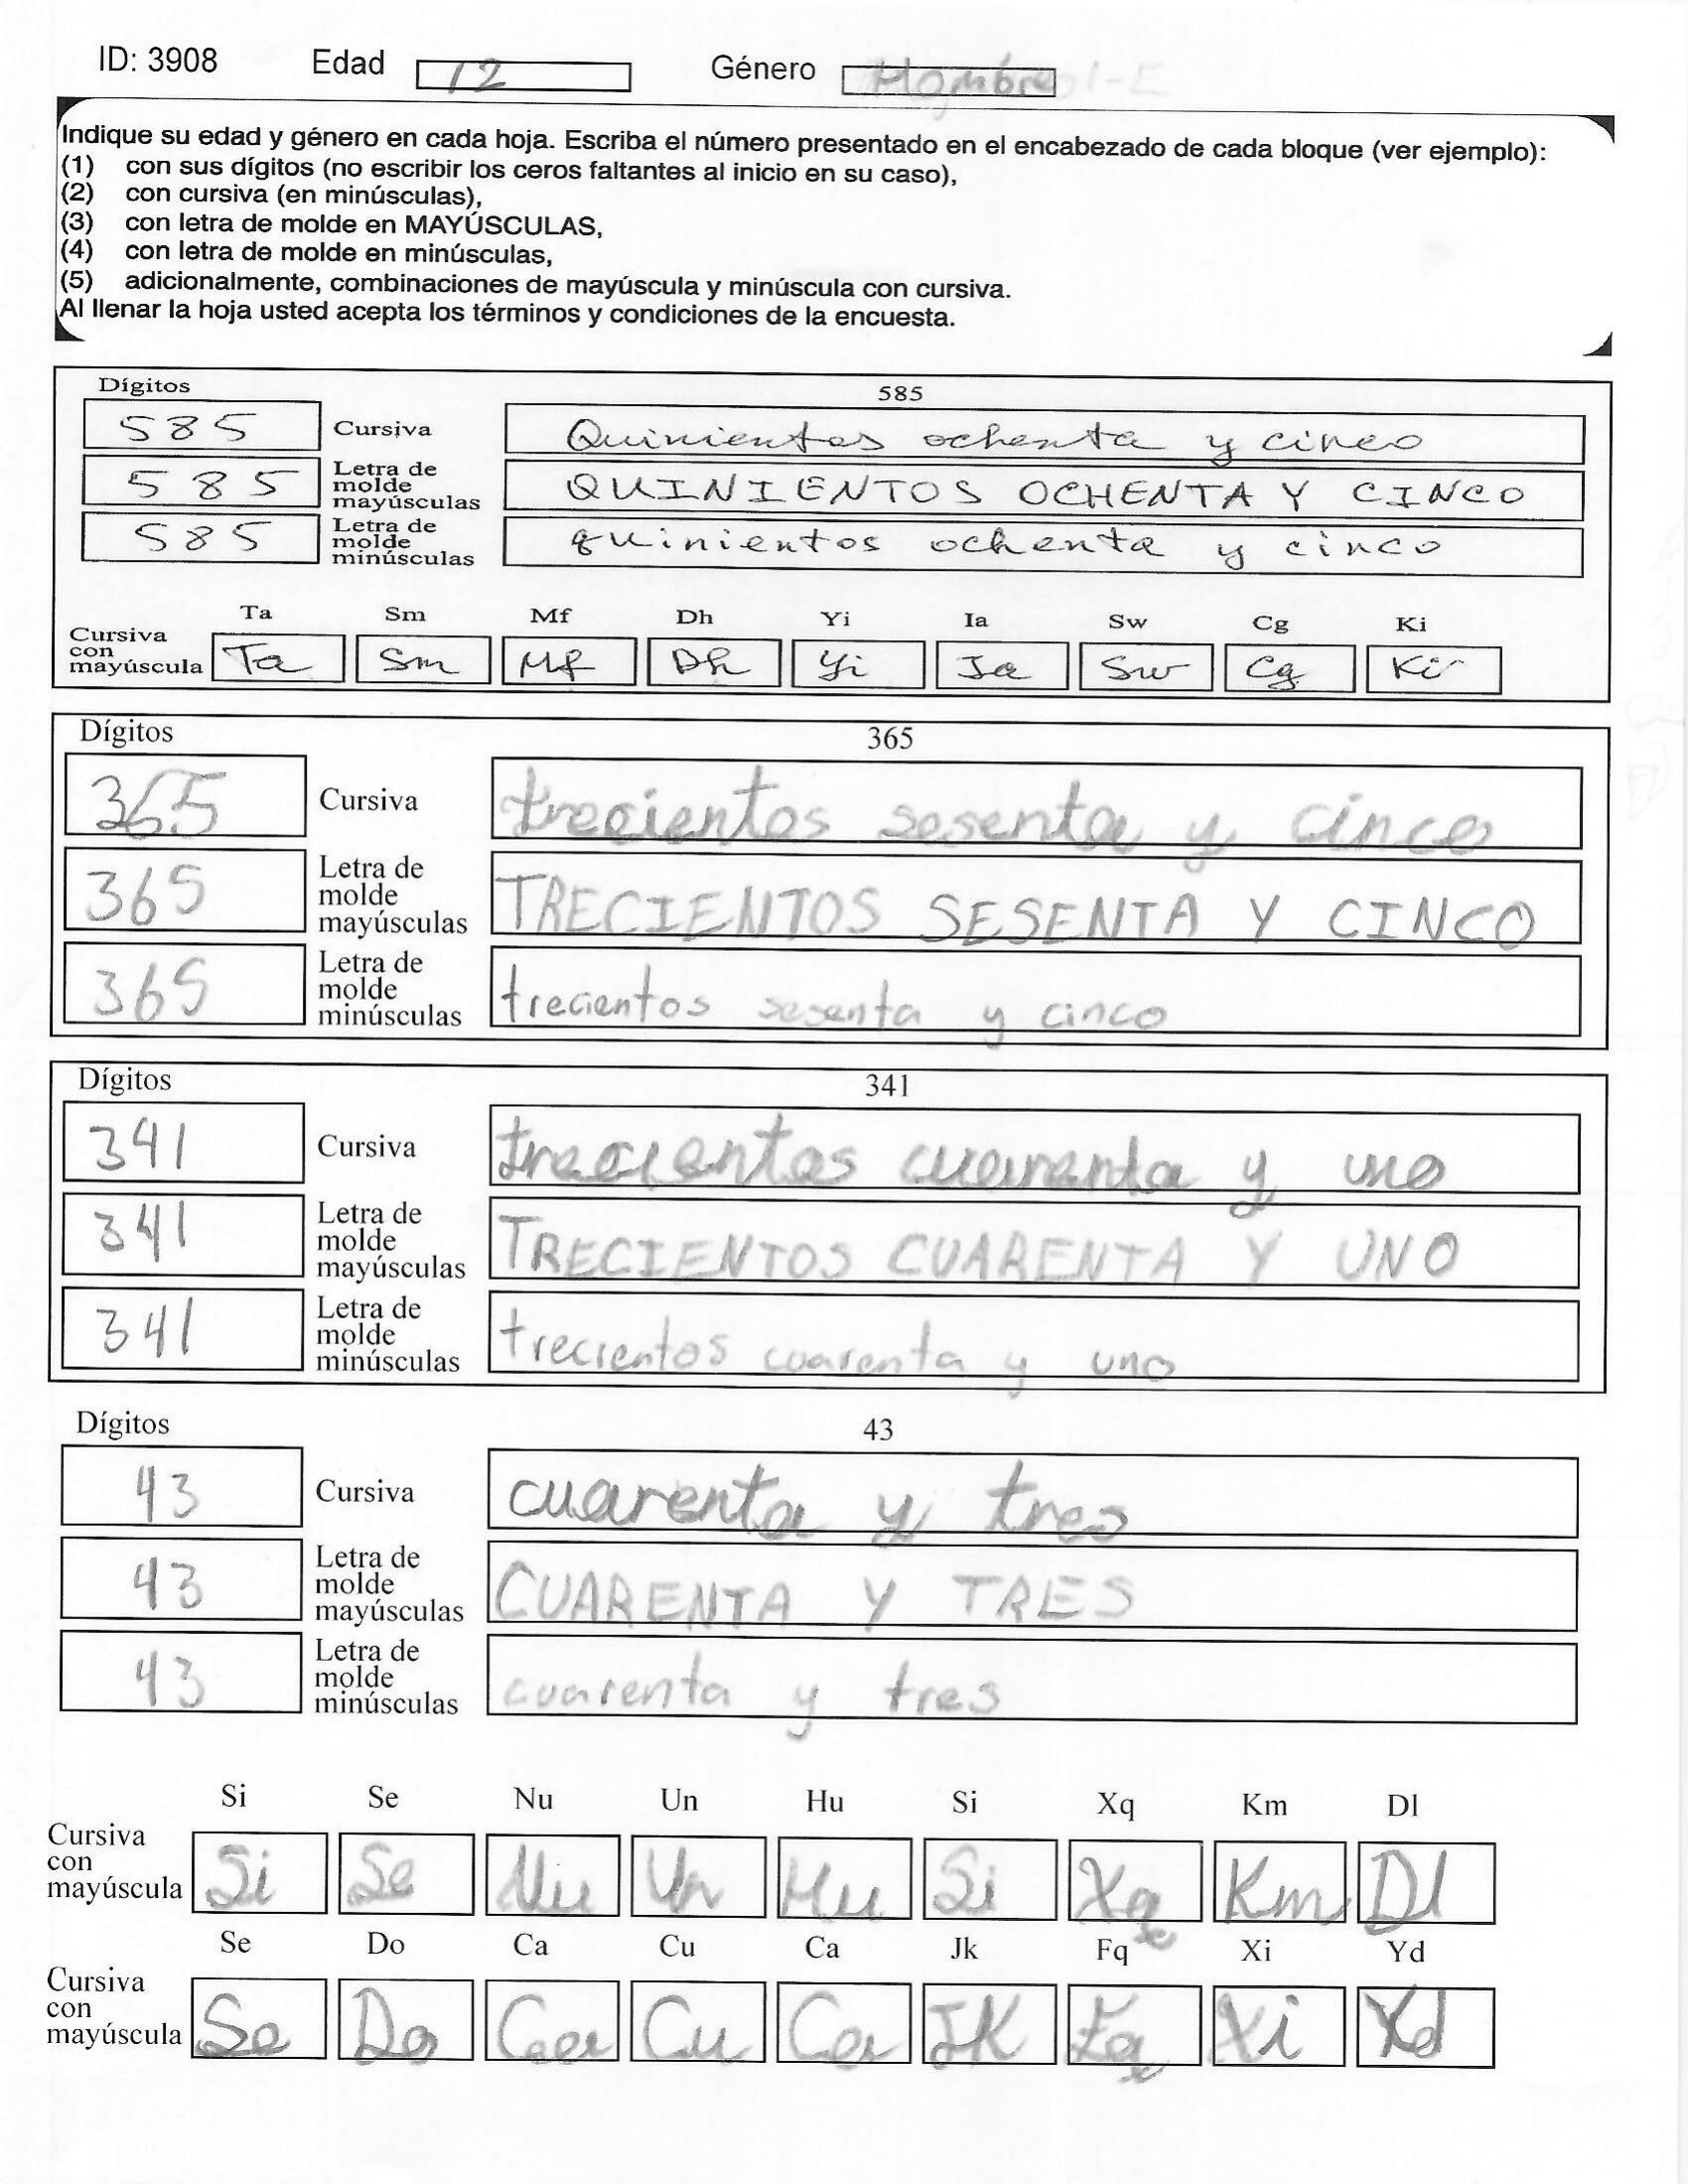 ID: 3908 Edad 12 Género Hombre 1-E
Indique su edad y género en cada hoja. Escriba el número presentado en el encabezado de cada bloque (ver ejemplo):
(1) con sus dígitos (no escribir los ceros faltantes al inicio en su caso),
(2) con cursiva (en minúsculas),
(3) con letra de molde en MAYÚSCULAS,
(4) con letra de molde en minúsculas,
(5) adicionalmente, combinaciones de mayúscula y minúscula con cursiva.
Al llenar la hoja usted acepta los términos y condiciones de la encuesta.
Dígitos 585
585 Cursiva Quinientos ochenta y cinco
585 Letra de molde mayúsculas QUINIENTOS OCHENTA Y CINCO
585 Letra de molde minúsculas quinientos ochenta y cinco
Ta Sm Mf Dh Yi Ia Sw Cg Ki
Cursiva con mayúscula Ta Sm Mf Dh Yi Ia Sw Cg Ki
Dígitos 365
365 Cursiva trecientos sesenta y cinco
365 Letra de molde mayúsculas TRECIENTOS SESENTA Y CINCO
365 Letra de molde minúsculas trecientos sesenta y cinco
Dígitos 341
341 Cursiva trecientos cuarenta y uno
341 Letra de molde mayúsculas TRECIENTOS CUARENTA Y UNO
341 Letra de molde minúsculas trecientos cuarenta y uno
Dígitos 43
43 Cursiva cuarenta y tres
43 Letra de molde mayúsculas CUARENTA Y TRES
43 Letra de molde minúsculas cuarenta y tres
Si Se Nu Un Hu Si Xq Km Dl
Cursiva con mayúscula Si Se Nu Un Hu Si Xq Km Dl
Se Do Ca Cu Ca Jk Fq Xi Yd
Cursiva con mayúscula Se Do Ca Cu Ca JK Fq Xi Yd